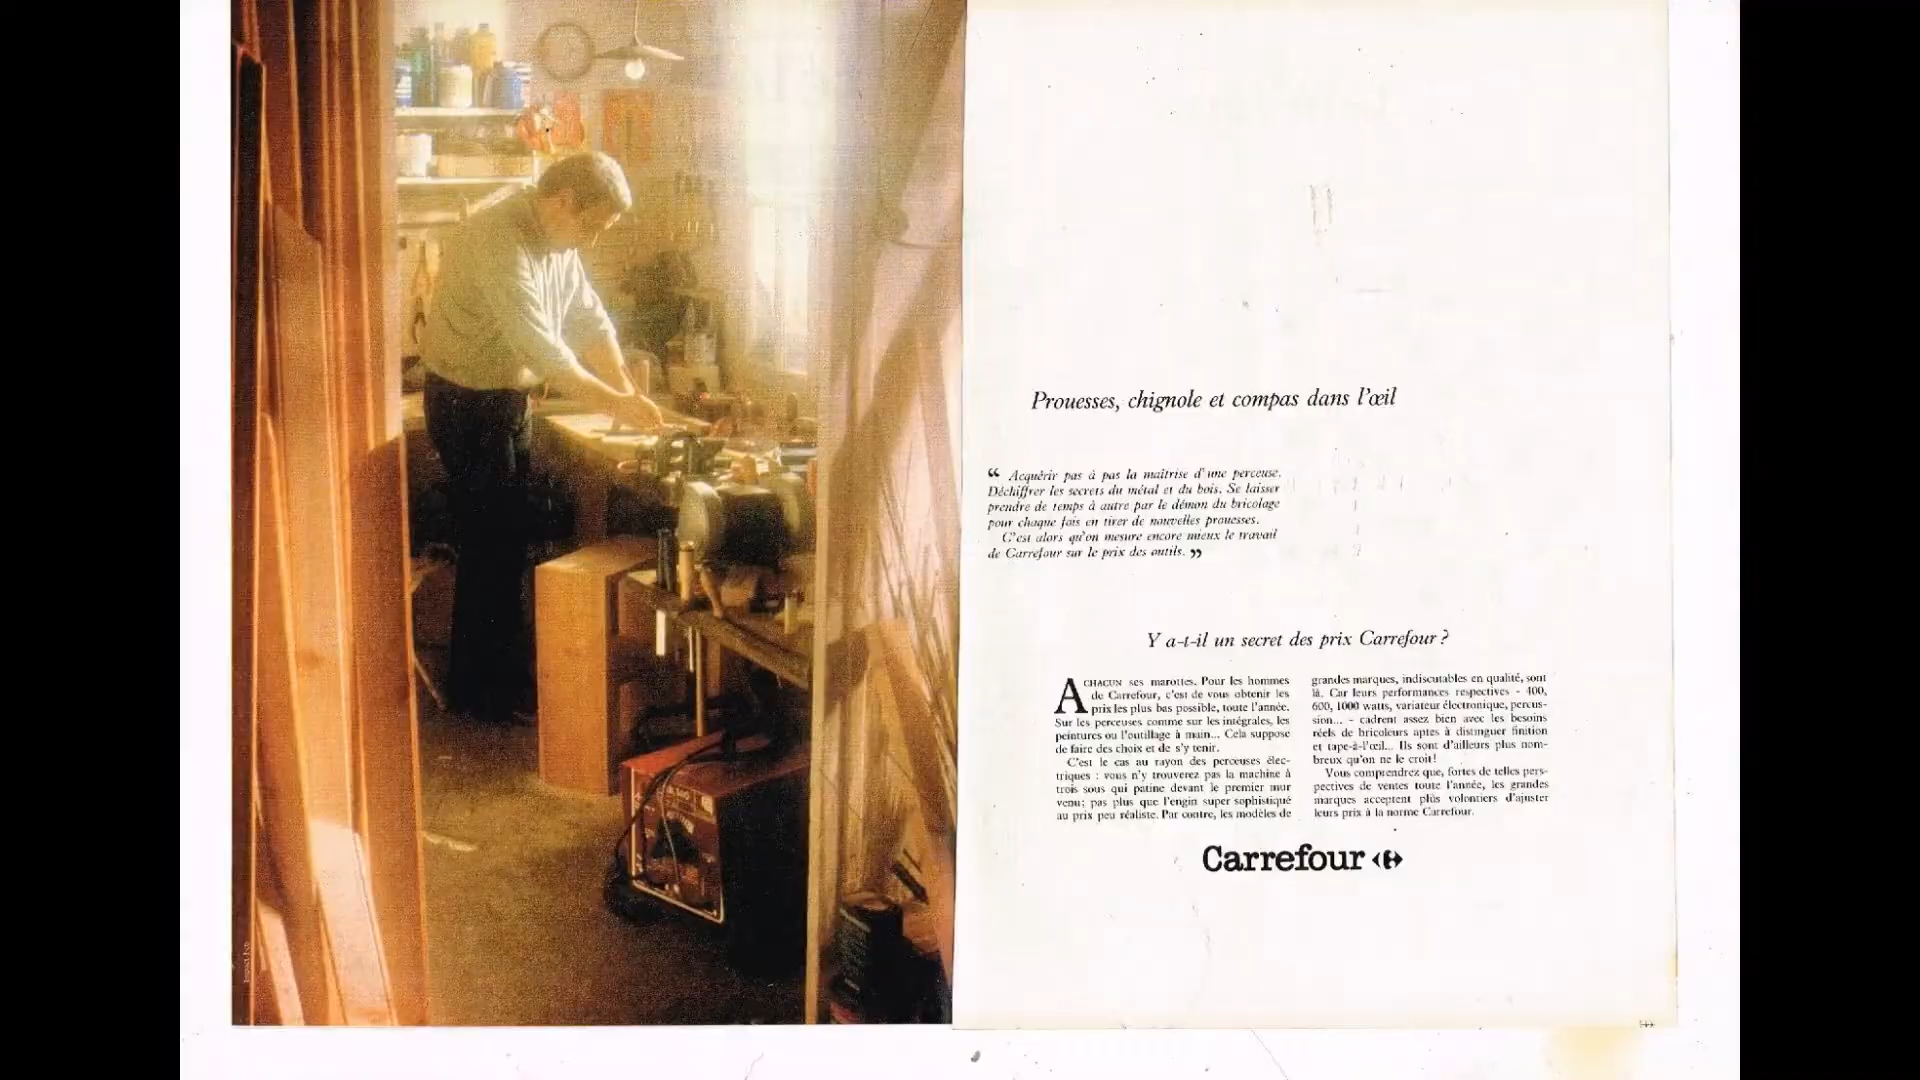 Prouesses, chignole et compas dans l'œil
“ Acquérir pas à pas la maîtrise d'une perceuse.
Déchiffrer les secrets du métal et du bois. Se laisser
prendre de temps à autre par le démon du bricolage
pour chaque fois en tirer de nouvelles prouesses.
C'est alors qu'on mesure encore mieux le travail
de Carrefour sur le prix des outils. ”
Y a-t-il un secret des prix Carrefour ?
A CHACUN ses marottes. Pour les hommes
de Carrefour, c'est de vous obtenir les
prix les plus bas possible, toute l'année.
Sur les perceuses comme sur les intégrales, les
peintures ou l'outillage à main... Cela suppose
de faire des choix et de s'y tenir.
C'est le cas au rayon des perceuses élec-
triques : vous n'y trouverez pas la machine à
trois sous qui patine devant le premier mur
venu; pas plus que l'engin super sophistiqué
au prix peu réaliste. Par contre, les modèles de
grandes marques, indiscutables en qualité, sont
là. Car leurs performances respectives - 400,
600, 1000 watts, variateur électronique, percus-
sion... - cadrent assez bien avec les besoins
réels de bricoleurs aptes à distinguer finition
et tape-à-l'œil... Ils sont d'ailleurs plus nom-
breux qu'on ne le croit!
Vous comprendrez que, fortes de telles pers-
pectives de ventes toute l'année, les grandes
marques acceptent plus volontiers d'ajuster
leurs prix à la norme Carrefour.
Carrefour